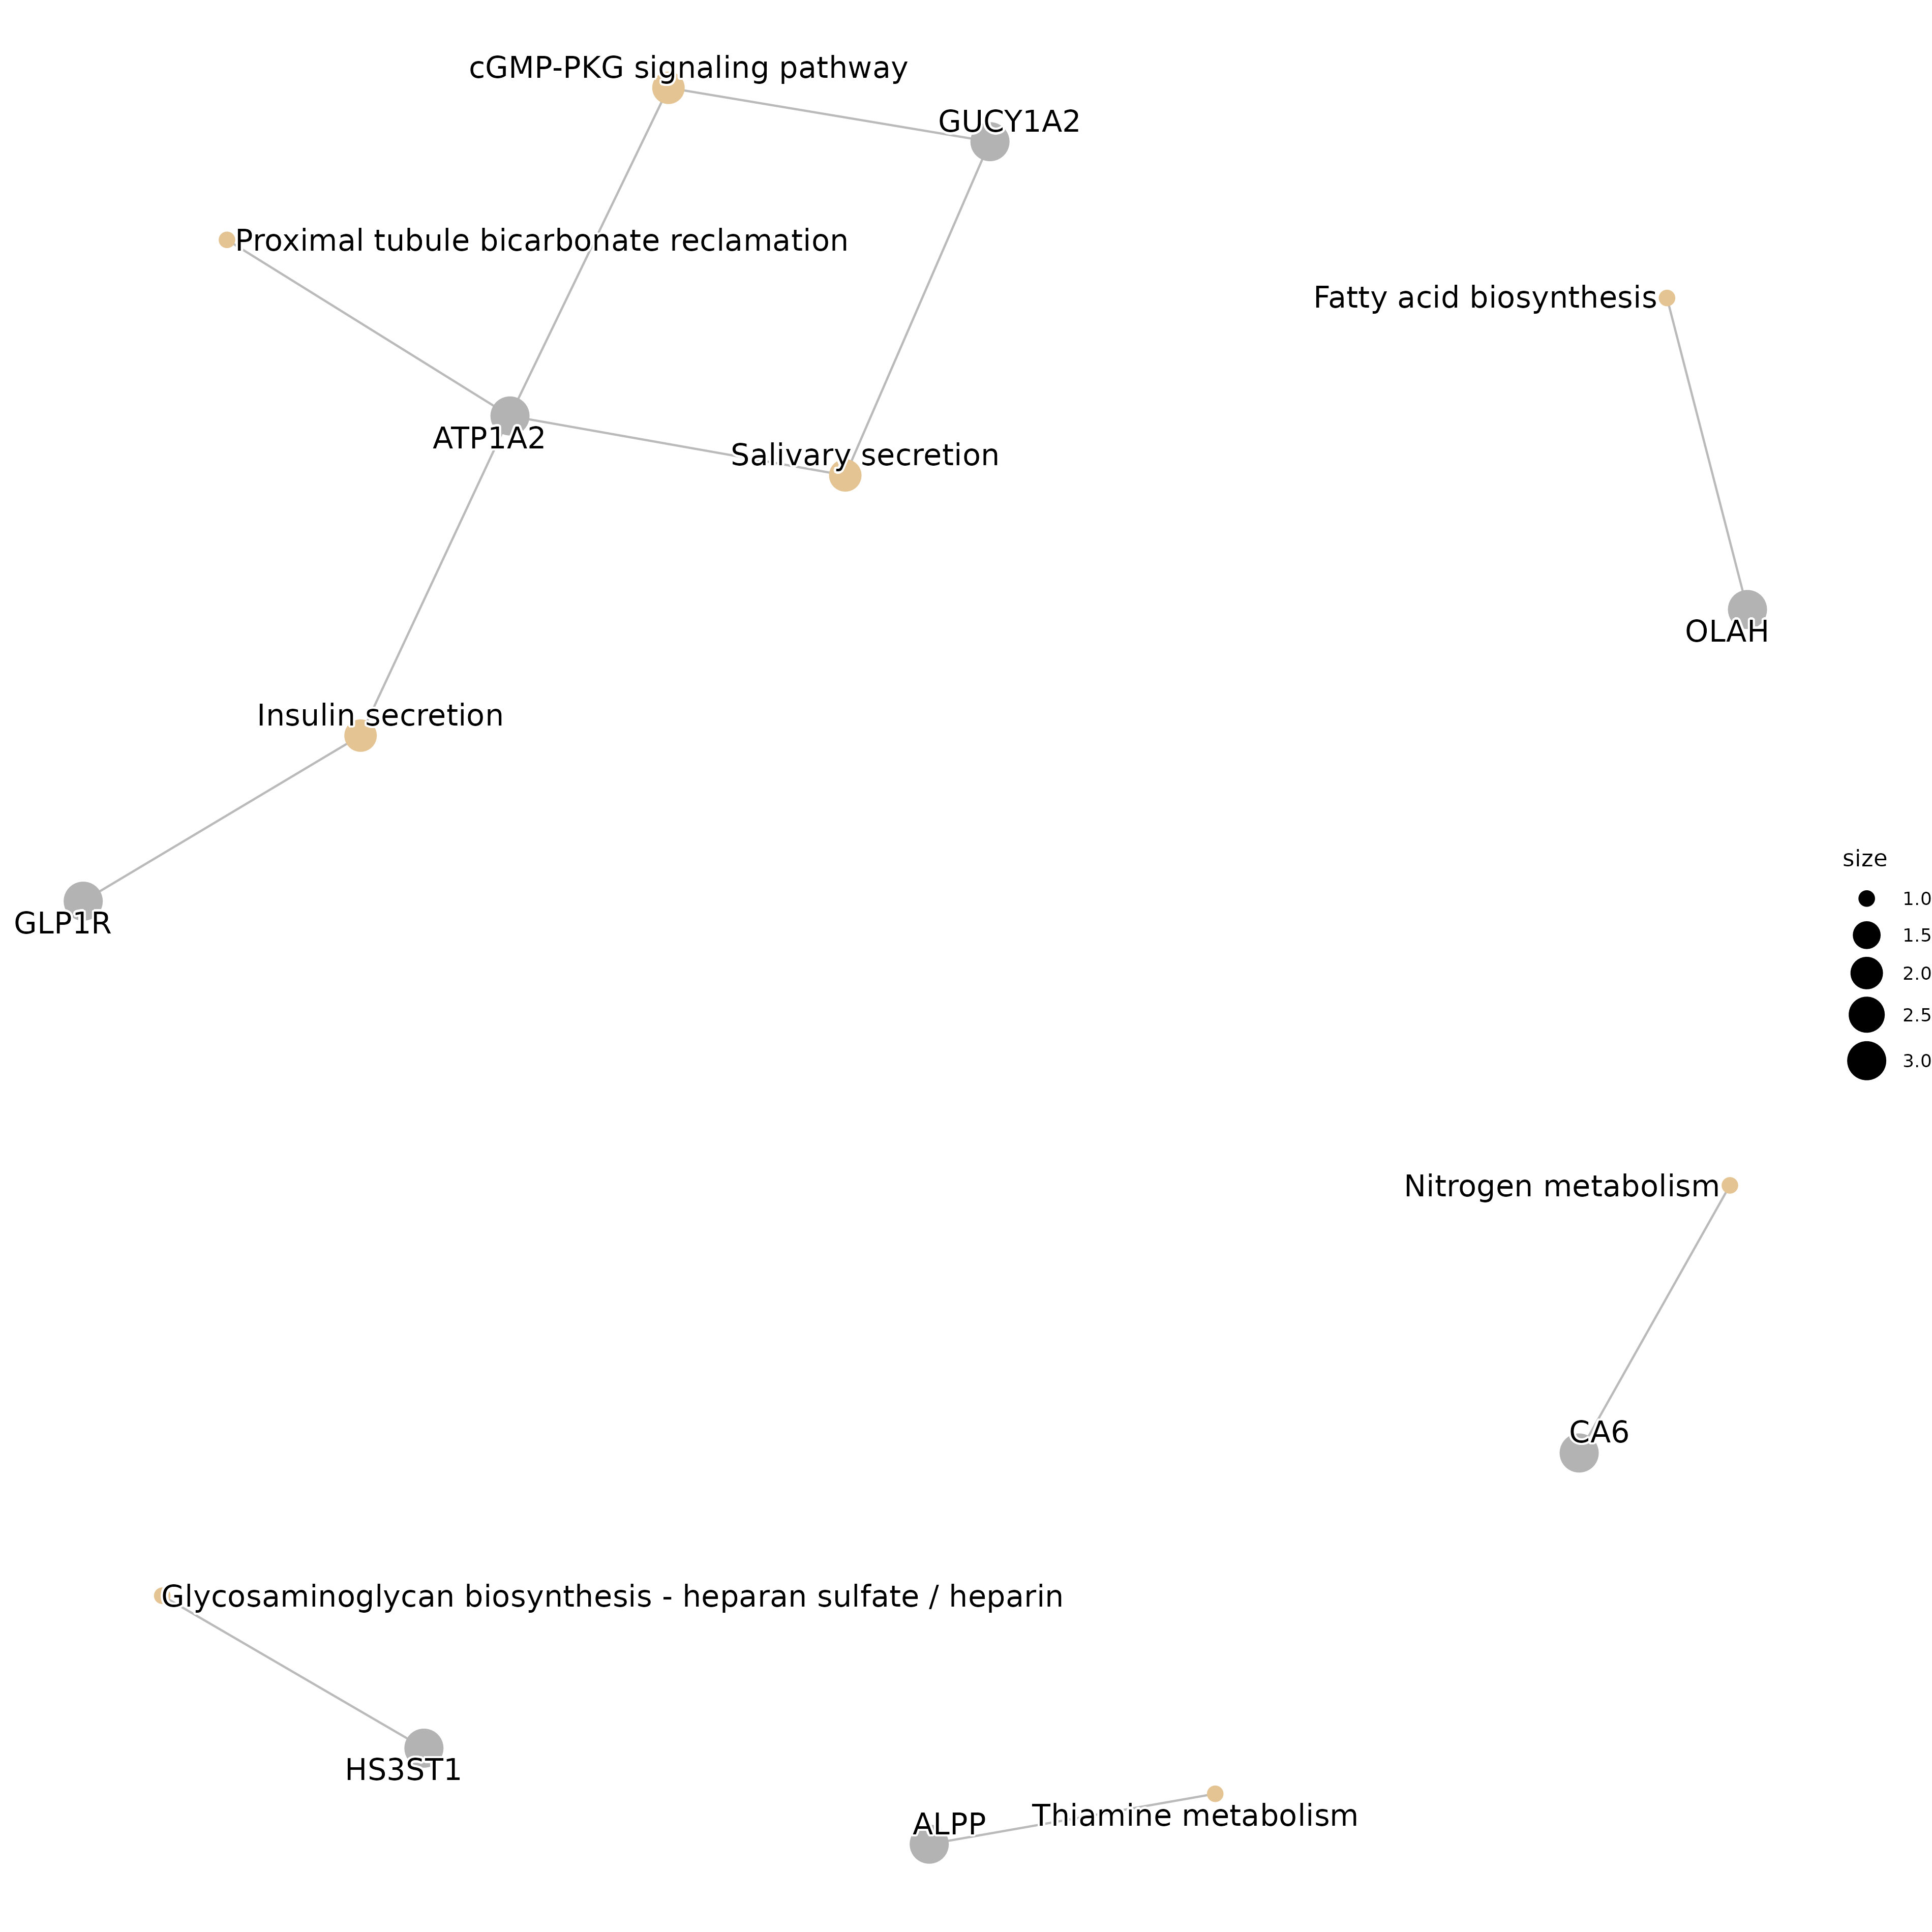 cGMP-PKG signaling pathway
GUCY1A2
Proximal tubule bicarbonate reclamation
Fatty acid biosynthesis
ATP1A2
Salivary secretion
OLAH
Insulin secretion
GLP1R
size
1.0
1.5
2.0
2.5
3.0
Nitrogen metabolism
CA6
Glycosaminoglycan biosynthesis - heparan sulfate / heparin
HS3ST1
ALPP
Thiamine metabolism